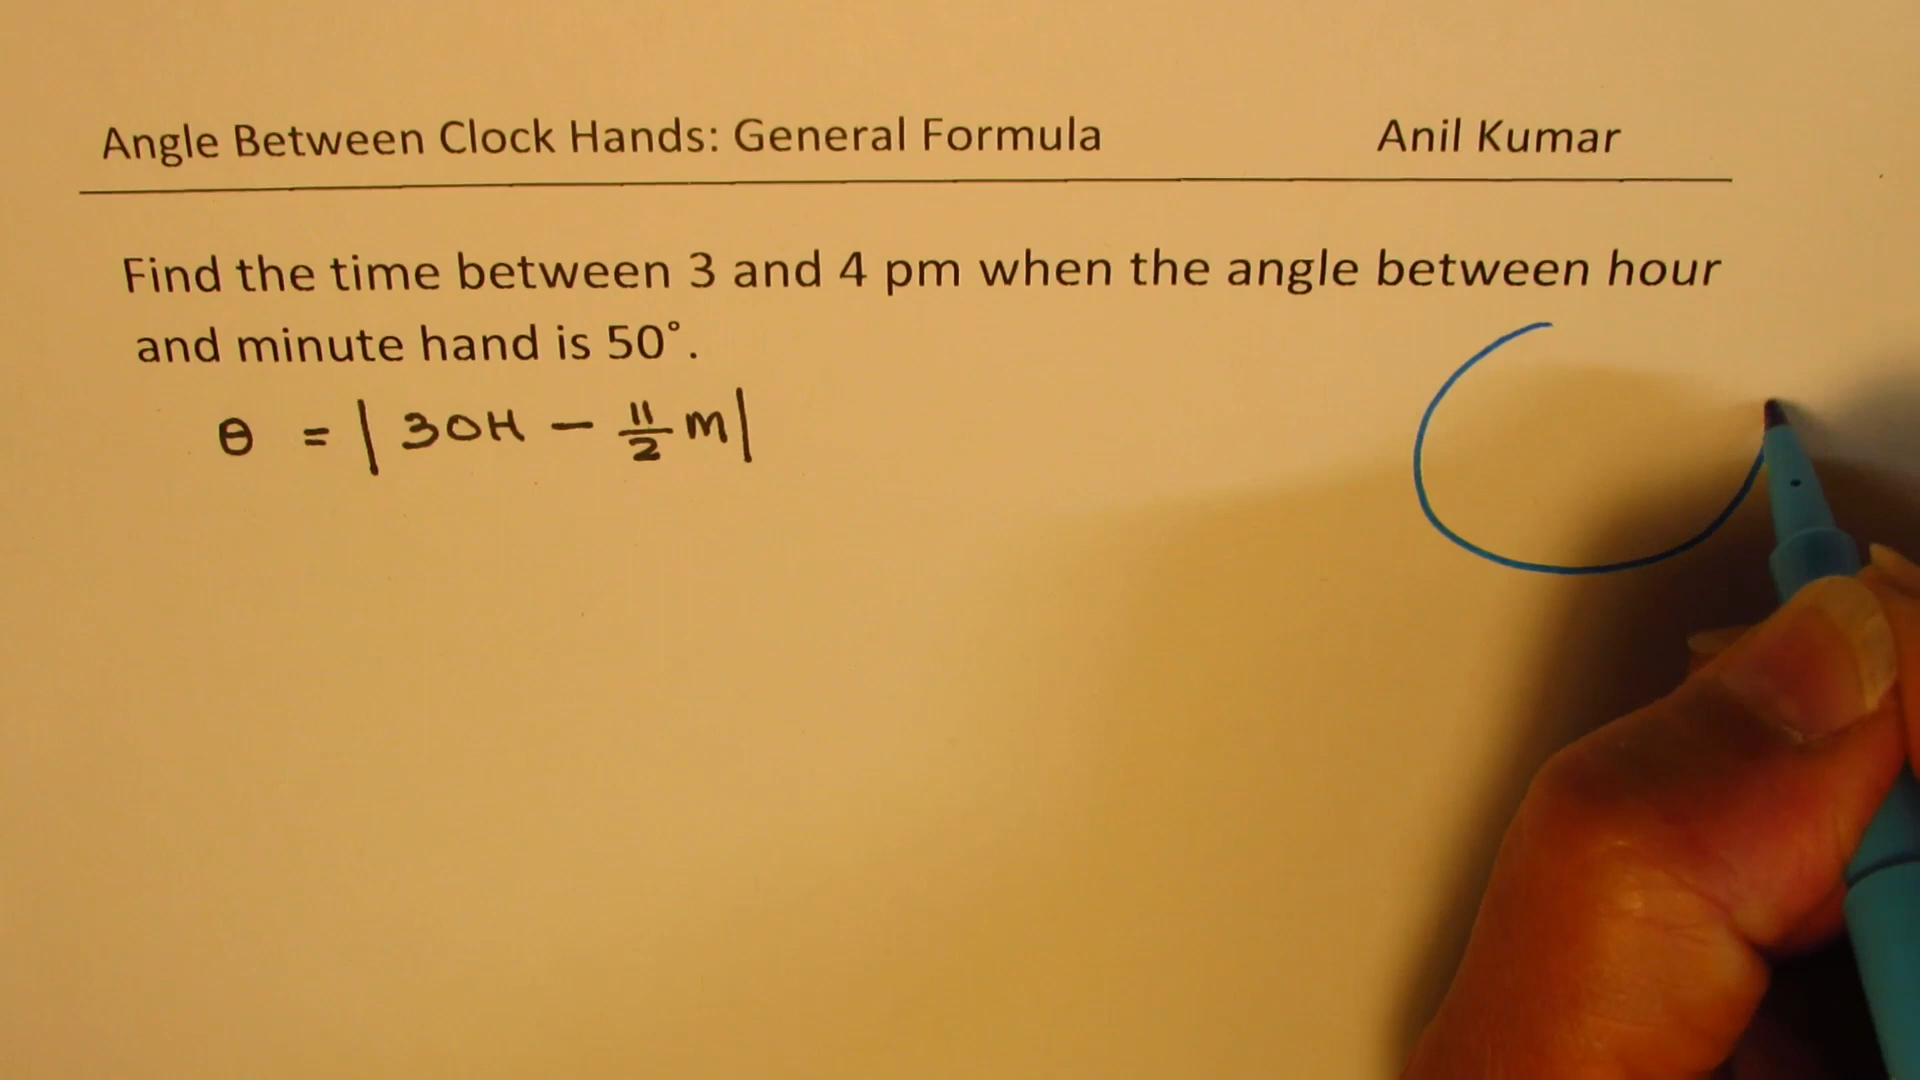 Angle Between Clock Hands: General Formula Anil Kumar
Find the time between 3 and 4 pm when the angle between hour
and minute hand is 50°.
θ = | 30H − 11/2 M |